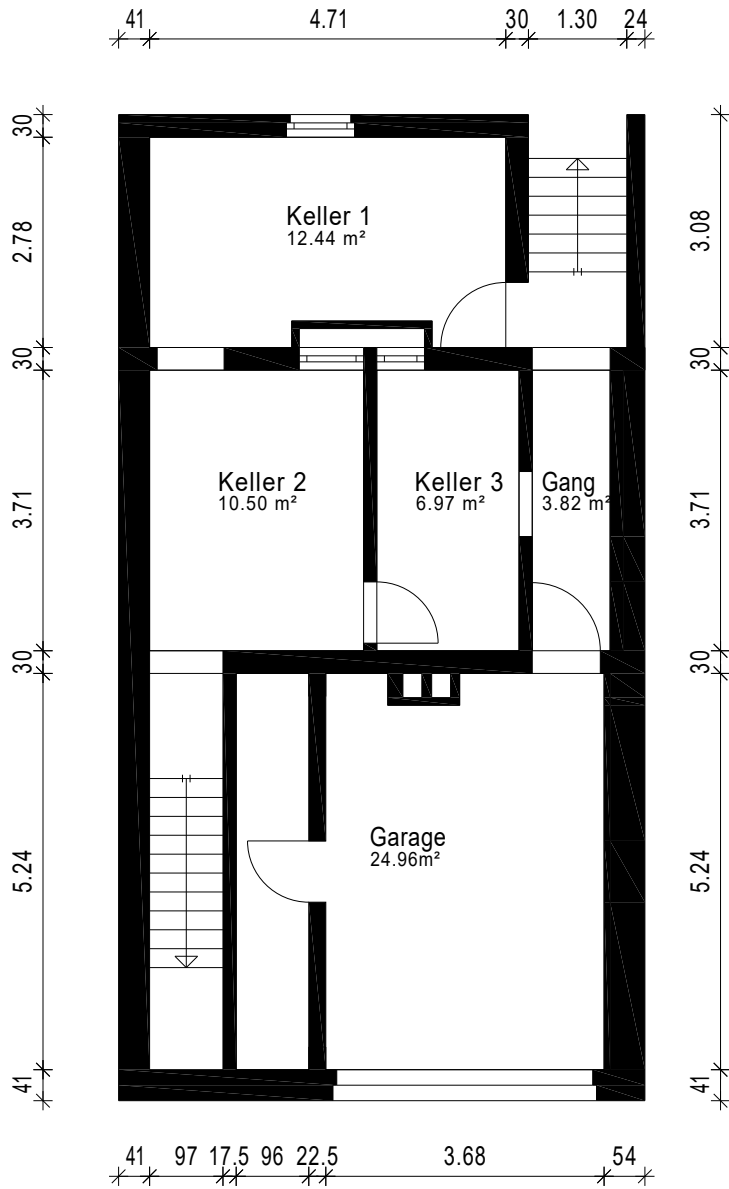 41 4.71 30 1.30 24
30
2.78
3.08
Keller 1
12.44 m²
30
30
Keller 2
10.50 m²
Keller 3
6.97 m²
Gang
3.82 m²
3.71
3.71
30
30
Garage
24.96m²
5.24
5.24
41
41
41 97 17.5 96 22.5 3.68 54